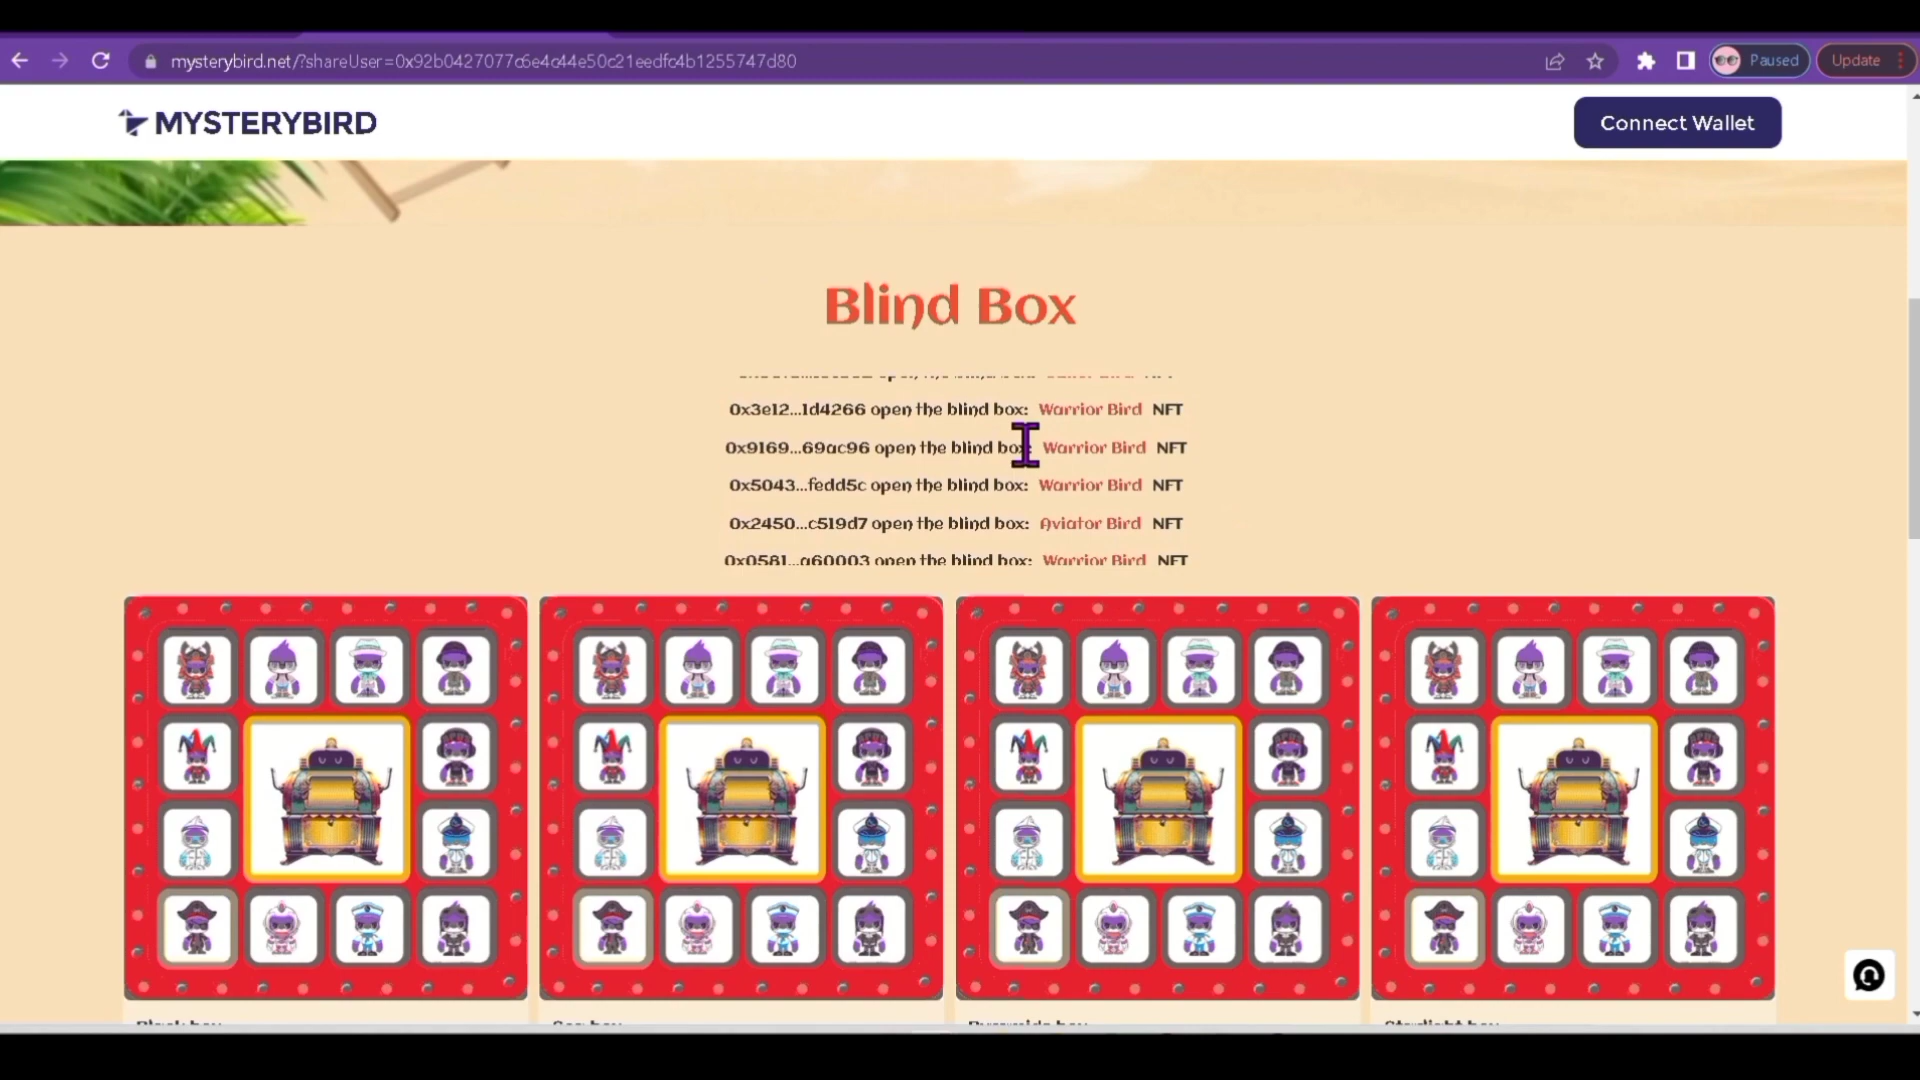 mysterybird.net/?shareUser=0x92b0427077c6e4c44e50c21eedfc4b1255747d80
Paused
Update
MYSTERYBIRD
Connect Wallet
Blind Box
0x3e12...1d4266 open the blind box: Warrior Bird NFT
0x9169...69ac96 open the blind box: Warrior Bird NFT
0x5043...fedd5c open the blind box: Warrior Bird NFT
0x2450...c519d7 open the blind box: Aviator Bird NFT
0x0581...a60003 open the blind box: Warrior Bird NFT